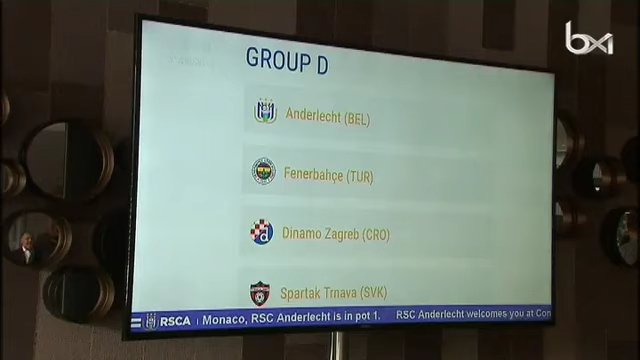 bx1
GROUP D
Anderlecht (BEL)
Fenerbahçe (TUR)
Dinamo Zagreb (CRO)
Spartak Trnava (SVK)
RSCA Monaco, RSC Anderlecht is in pot 1. RSC Anderlecht welcomes you at Con